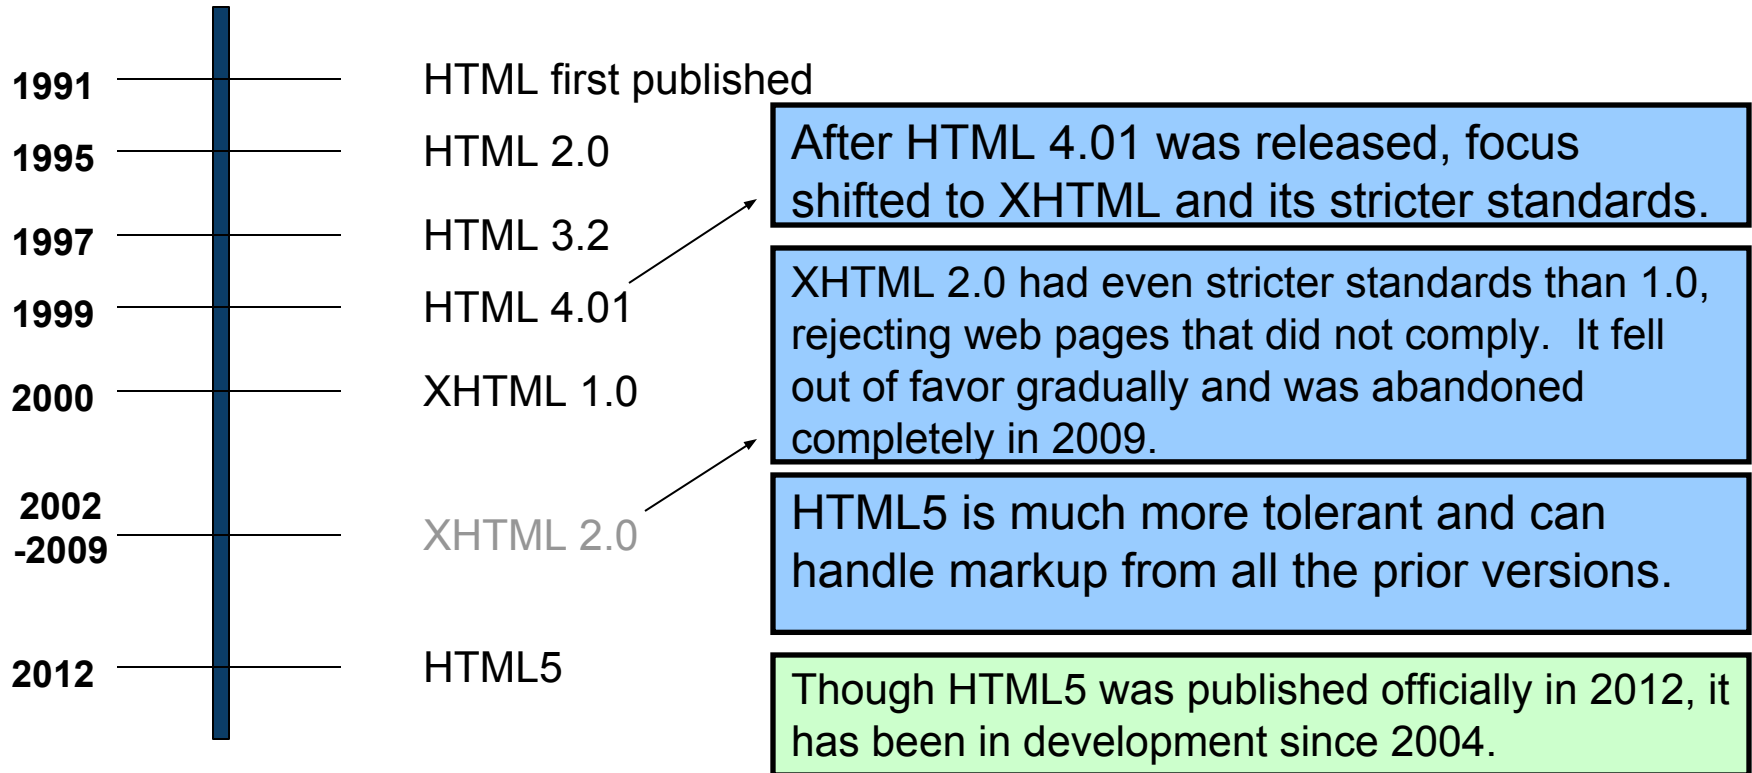 1991
HTML first published
1995
HTML 2.0
1997
HTML 3.2
1999
HTML 4.01
2000
XHTML 1.0
2002
-2009
XHTML 2.0
2012
HTML5
After HTML 4.01 was released, focus
shifted to XHTML and its stricter standards.
XHTML 2.0 had even stricter standards than 1.0,
rejecting web pages that did not comply. It fell
out of favor gradually and was abandoned
completely in 2009.
HTML5 is much more tolerant and can
handle markup from all the prior versions.
Though HTML5 was published officially in 2012, it
has been in development since 2004.